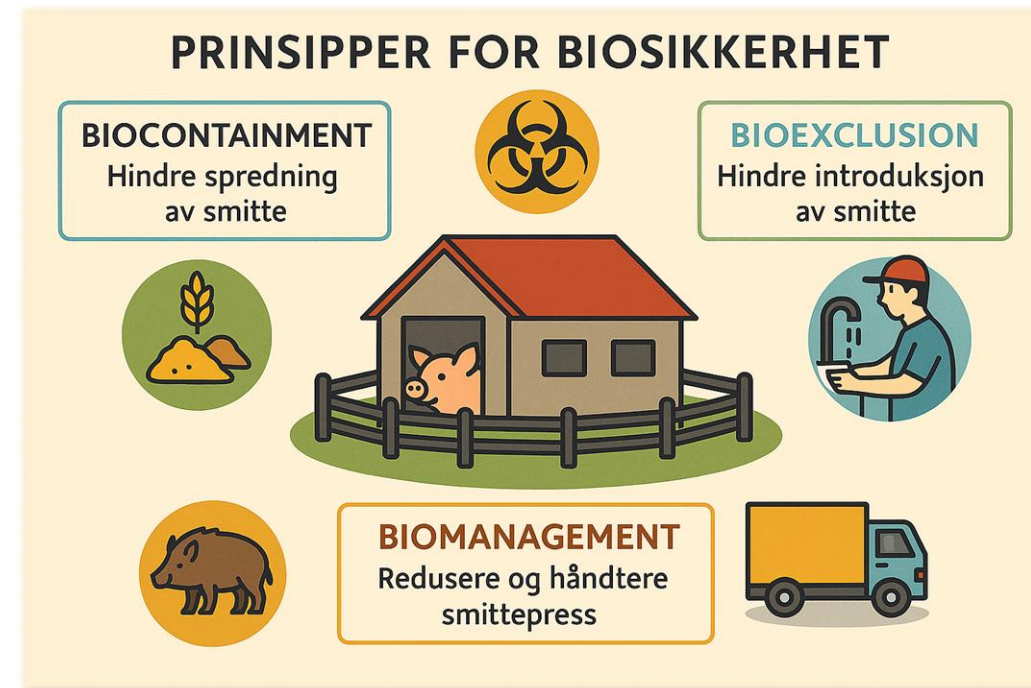 PRINSIPPER FOR BIOSIKKERHET
BIOCONTAINMENT
Hindre spredning
av smitte
BIOEXCLUSION
Hindre introduksjon
av smitte
BIOMANAGEMENT
Redusere og håndtere
smittepress